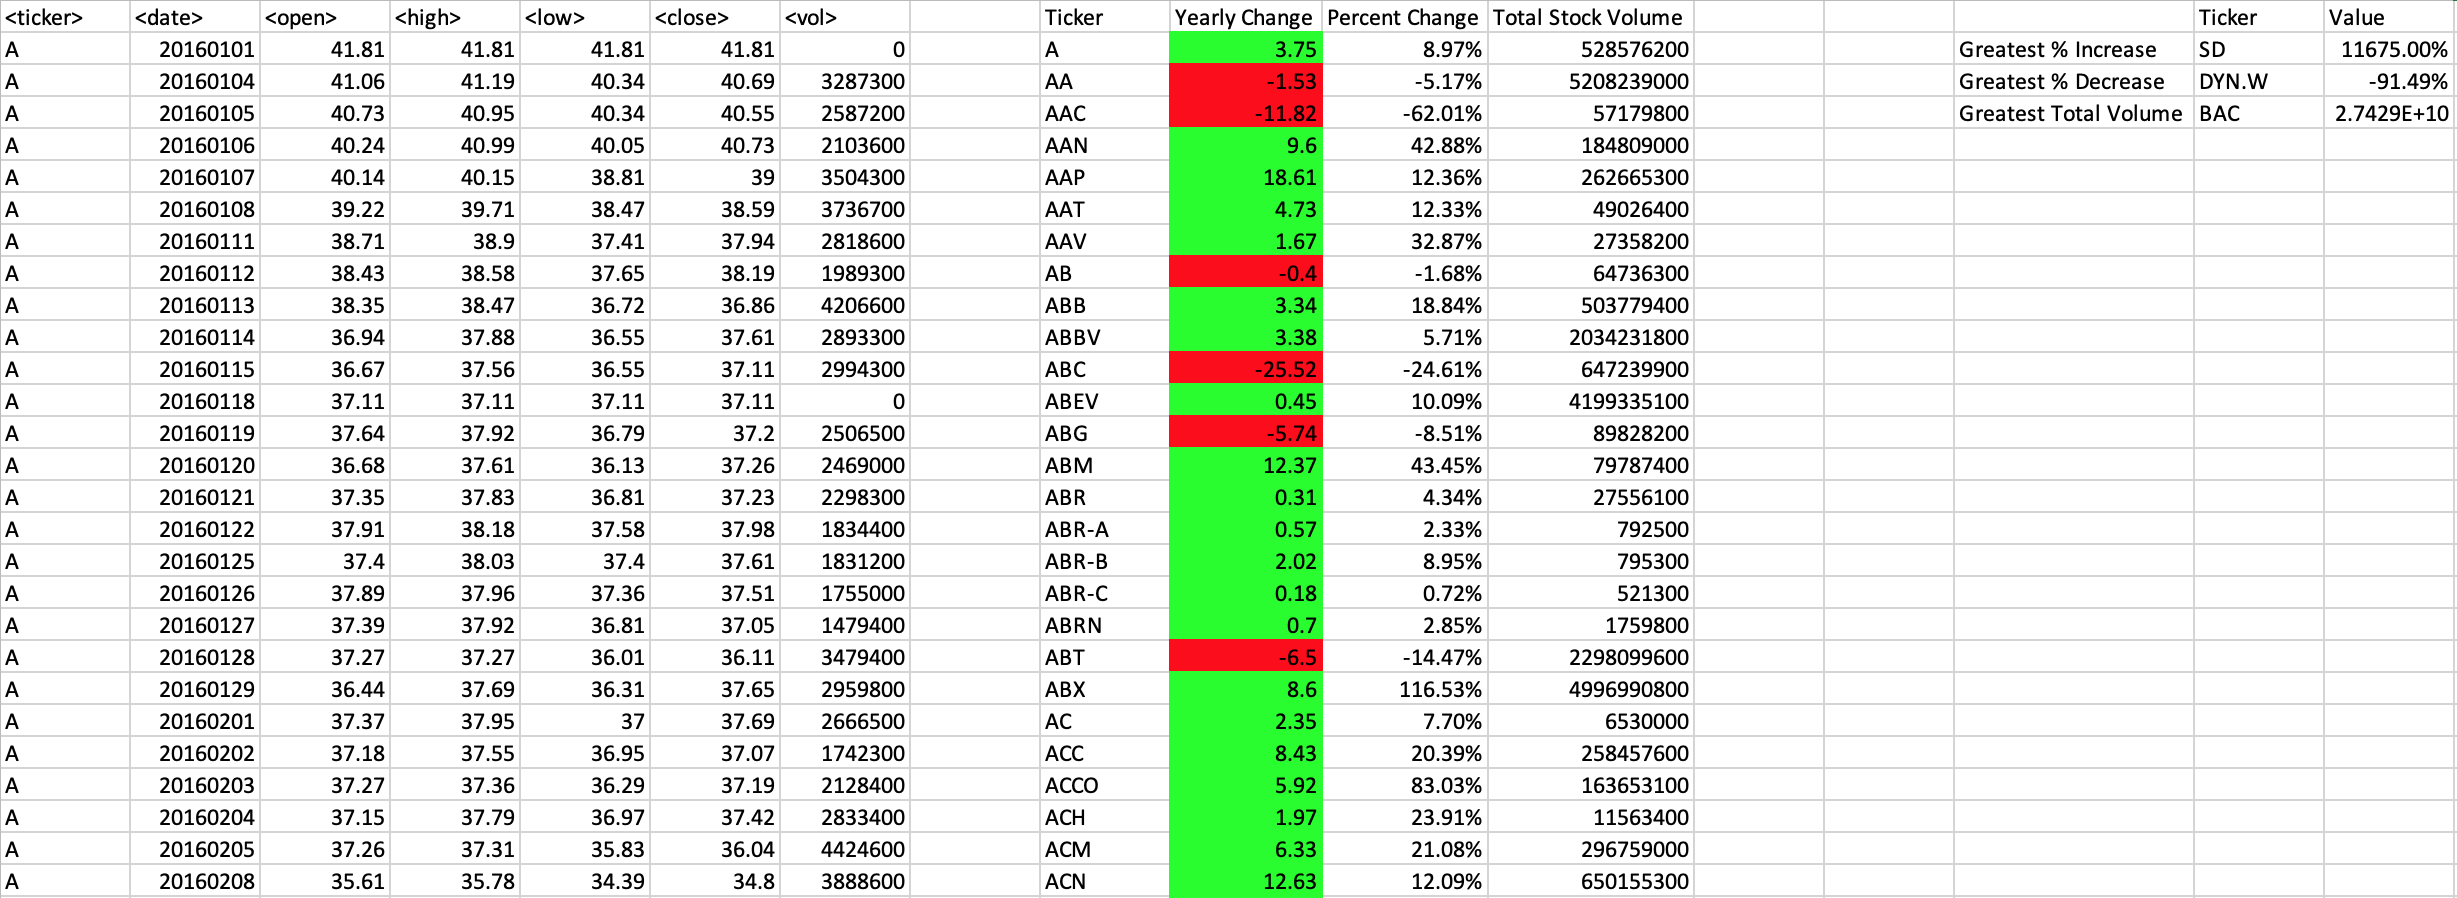 <ticker> <date> <open> <high> <low> <close> <vol> Ticker Yearly Change Percent Change Total Stock Volume Ticker Value
A 20160101 41.81 41.81 41.81 41.81 0 A 3.75 8.97% 528576200 Greatest % Increase SD 11675.00%
A 20160104 41.06 41.19 40.34 40.69 3287300 AA -1.53 -5.17% 5208239000 Greatest % Decrease DYN.W -91.49%
A 20160105 40.73 40.95 40.34 40.55 2587200 AAC -11.82 -62.01% 57179800 Greatest Total Volume BAC 2.7429E+10
A 20160106 40.24 40.99 40.05 40.73 2103600 AAN 9.6 42.88% 184809000
A 20160107 40.14 40.15 38.81 39 3504300 AAP 18.61 12.36% 262665300
A 20160108 39.22 39.71 38.47 38.59 3736700 AAT 4.73 12.33% 49026400
A 20160111 38.71 38.9 37.41 37.94 2818600 AAV 1.67 32.87% 27358200
A 20160112 38.43 38.58 37.65 38.19 1989300 AB -0.4 -1.68% 64736300
A 20160113 38.35 38.47 36.72 36.86 4206600 ABB 3.34 18.84% 503779400
A 20160114 36.94 37.88 36.55 37.61 2893300 ABBV 3.38 5.71% 2034231800
A 20160115 36.67 37.56 36.55 37.11 2994300 ABC -25.52 -24.61% 647239900
A 20160118 37.11 37.11 37.11 37.11 0 ABEV 0.45 10.09% 4199335100
A 20160119 37.64 37.92 36.79 37.2 2506500 ABG -5.74 -8.51% 89828200
A 20160120 36.68 37.61 36.13 37.26 2469000 ABM 12.37 43.45% 79787400
A 20160121 37.35 37.83 36.81 37.23 2298300 ABR 0.31 4.34% 27556100
A 20160122 37.91 38.18 37.58 37.98 1834400 ABR-A 0.57 2.33% 792500
A 20160125 37.4 38.03 37.4 37.61 1831200 ABR-B 2.02 8.95% 795300
A 20160126 37.89 37.96 37.36 37.51 1755000 ABR-C 0.18 0.72% 521300
A 20160127 37.39 37.92 36.81 37.05 1479400 ABRN 0.7 2.85% 1759800
A 20160128 37.27 37.27 36.01 36.11 3479400 ABT -6.5 -14.47% 2298099600
A 20160129 36.44 37.69 36.31 37.65 2959800 ABX 8.6 116.53% 4996990800
A 20160201 37.37 37.95 37 37.69 2666500 AC 2.35 7.70% 6530000
A 20160202 37.18 37.55 36.95 37.07 1742300 ACC 8.43 20.39% 258457600
A 20160203 37.27 37.36 36.29 37.19 2128400 ACCO 5.92 83.03% 163653100
A 20160204 37.15 37.79 36.97 37.42 2833400 ACH 1.97 23.91% 11563400
A 20160205 37.26 37.31 35.83 36.04 4424600 ACM 6.33 21.08% 296759000
A 20160208 35.61 35.78 34.39 34.8 3888600 ACN 12.63 12.09% 650155300